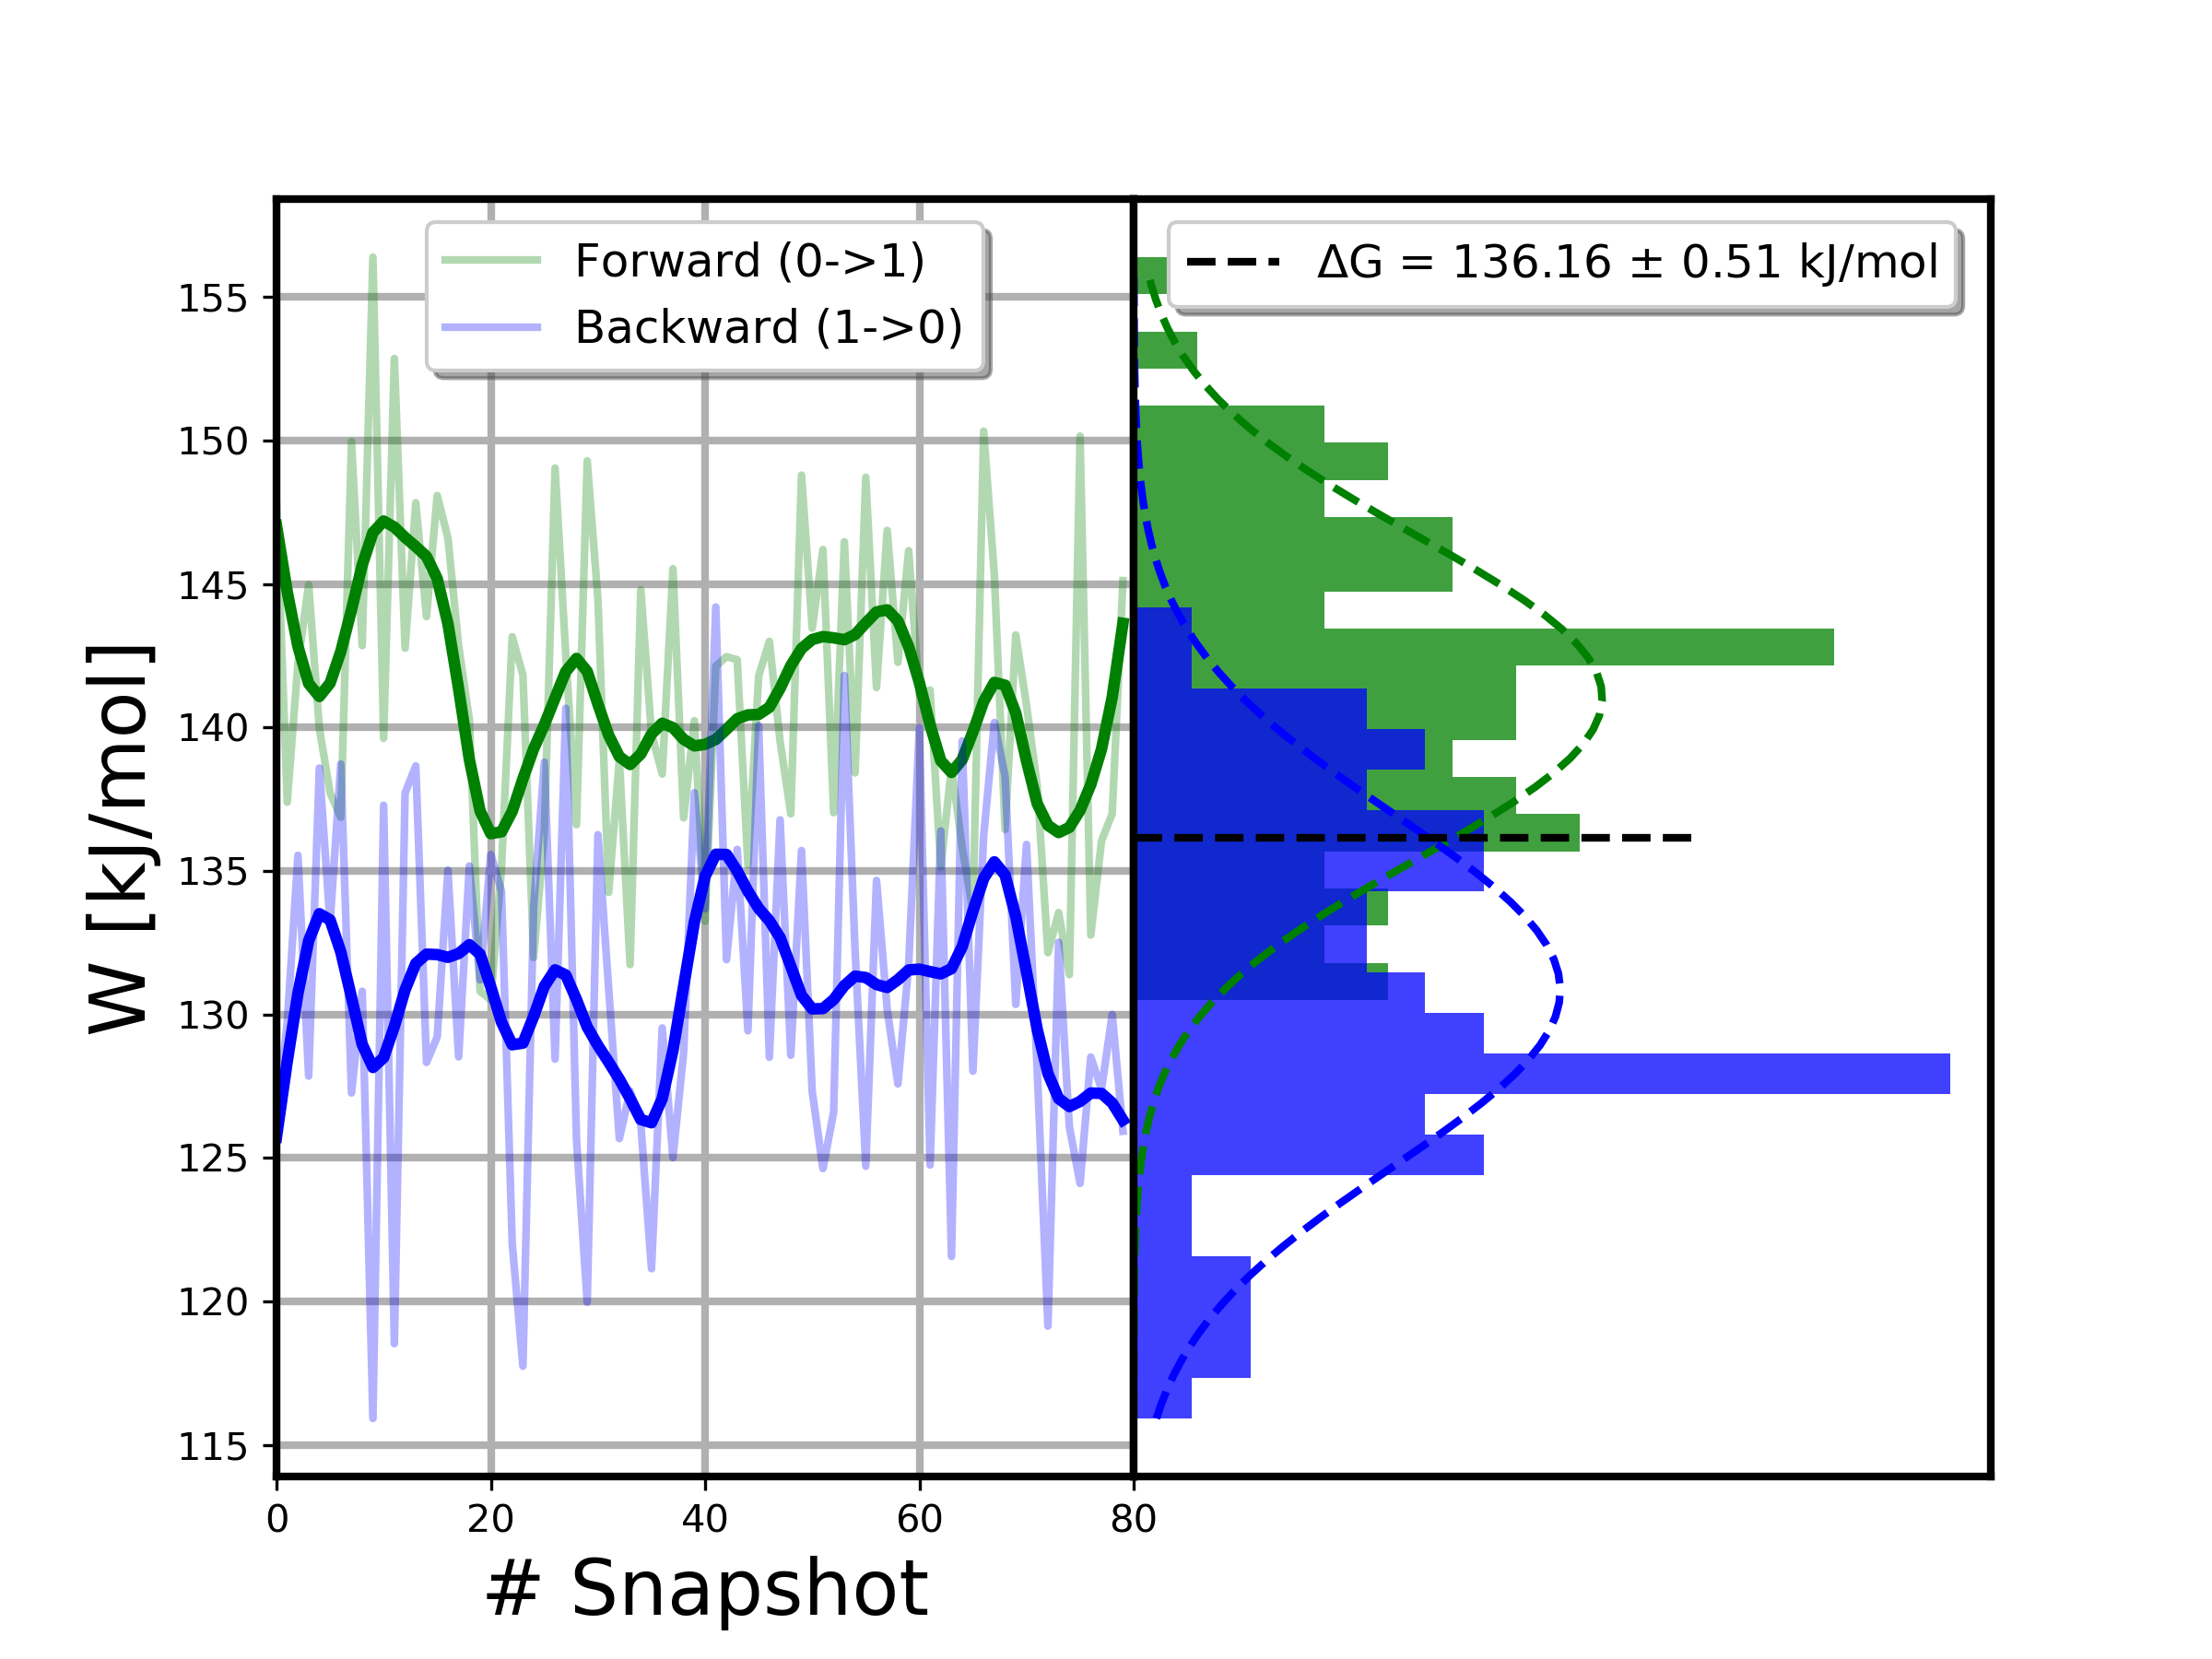 Forward (0->1)
Backward (1->0)
ΔG = 136.16 ± 0.51 kJ/mol
W [kJ/mol]
155
150
145
140
135
130
125
120
115
0 20 40 60 80
# Snapshot